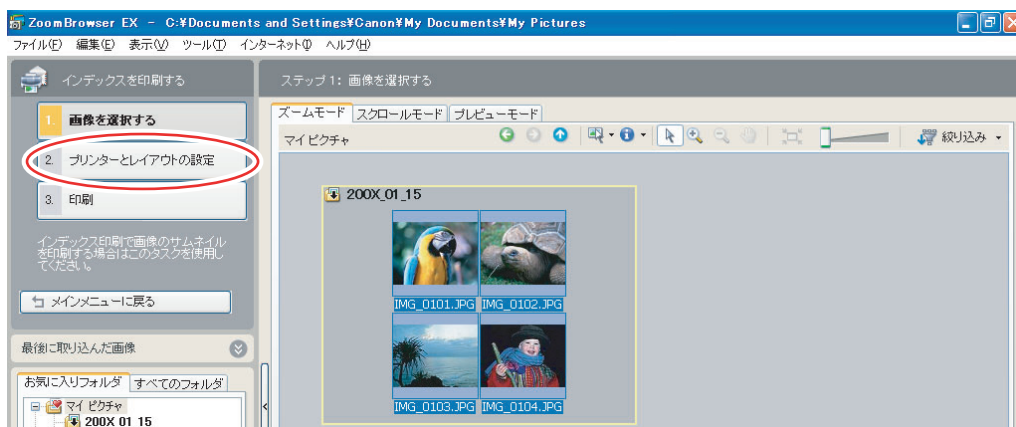 ZoomBrowser EX - C:¥Documents and Settings¥Canon¥My Documents¥My Pictures
ファイル(F) 編集(E) 表示(V) ツール(T) インターネット(I) ヘルプ(H)
インデックスを印刷する
1. 画像を選択する
2. プリンターとレイアウトの設定
3. 印刷
インデックス印刷で画像のサムネイル
を印刷する場合はこのタスクを使用し
てください。
メインメニューに戻る
最後に取り込んだ画像
お気に入りフォルダ すべてのフォルダ
マイ ピクチャ
200X_01_15
ステップ 1: 画像を選択する
ズームモード スクロールモード プレビューモード
マイ ピクチャ
絞り込み
200X_01_15
IMG_0101.JPG IMG_0102.JPG
IMG_0103.JPG IMG_0104.JPG